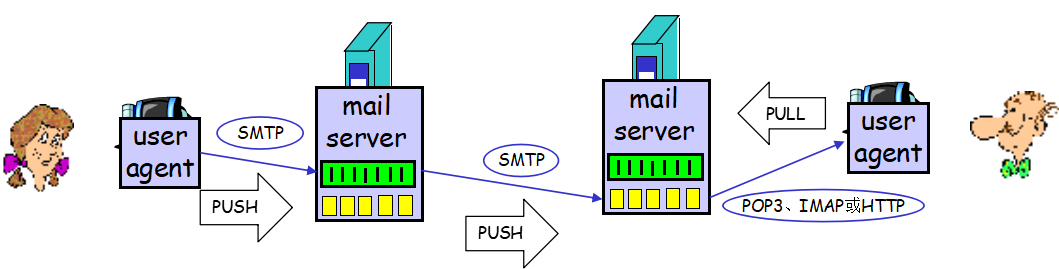 user
agent
SMTP
PUSH
mail
server
SMTP
PUSH
mail
server
PULL
user
agent
POP3、IMAP或HTTP